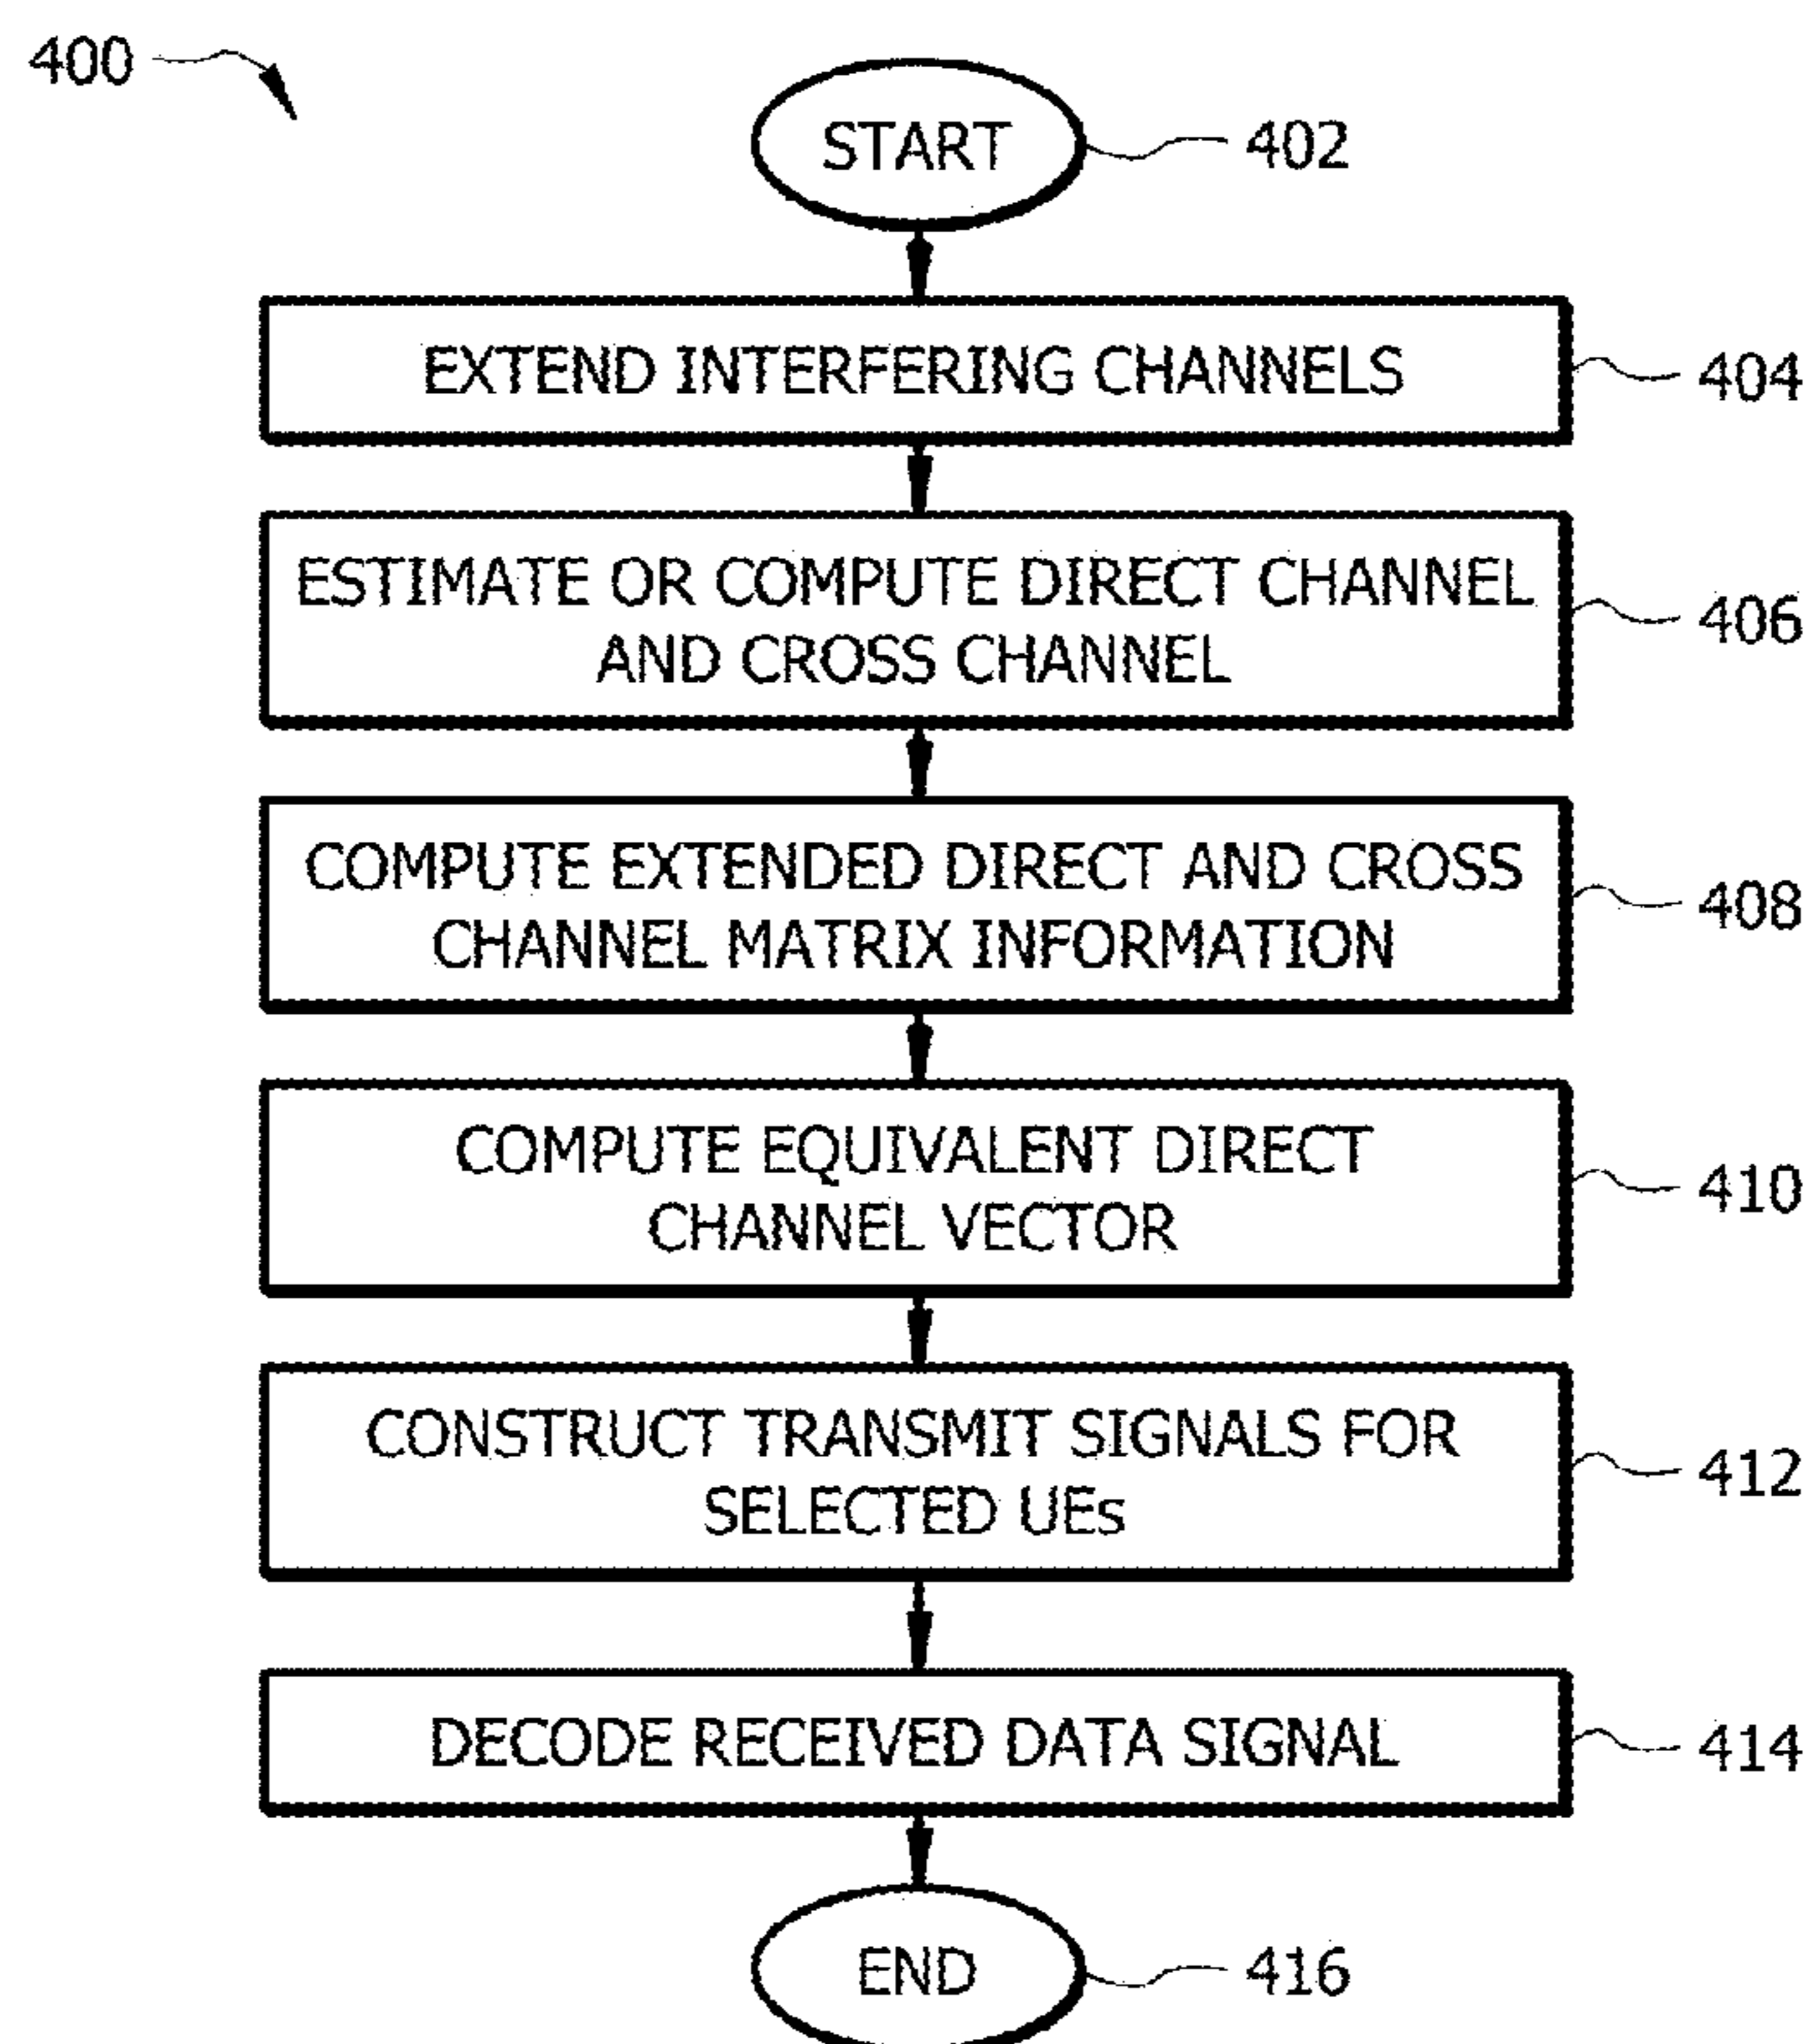 400
START
402
EXTEND INTERFERING CHANNELS
404
ESTIMATE OR COMPUTE DIRECT CHANNEL
AND CROSS CHANNEL
406
COMPUTE EXTENDED DIRECT AND CROSS
CHANNEL MATRIX INFORMATION
408
COMPUTE EQUIVALENT DIRECT
CHANNEL VECTOR
410
CONSTRUCT TRANSMIT SIGNALS FOR
SELECTED UEs
412
DECODE RECEIVED DATA SIGNAL
414
END
416